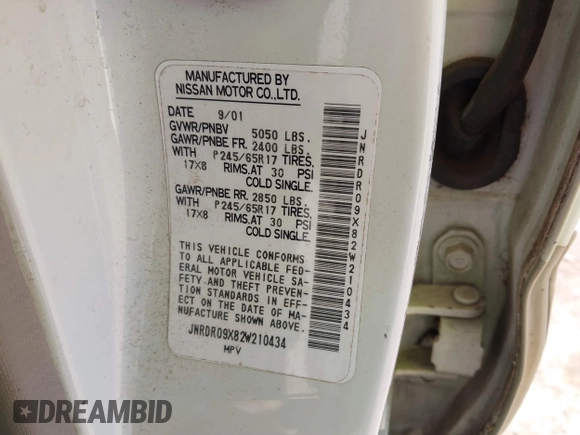 MANUFACTURED BY
NISSAN MOTOR CO.,LTD.
DATE 9/01
GVWR/PNBV 5050 LBS.
GAWR/PNBE FR. 2400 LBS.
WITH P245/65R17 TIRES.
17X8 RIMS.AT 30 PSI
COLD SINGLE.
GAWR/PNBE RR. 2850 LBS.
WITH P245/65R17 TIRES.
17X8 RIMS.AT 30 PSI
COLD SINGLE.
THIS VEHICLE CONFORMS
TO ALL APPLICABLE FED-
ERAL MOTOR VEHICLE SA-
FETY AND THEFT PREVEN-
TION STANDARDS IN EFF-
ECT ON THE DATE OF MA-
NUFACTURE SHOWN ABOVE.
JNRDR09X82W210434
MPV
JNRDR09X82W210434
DREAMBID